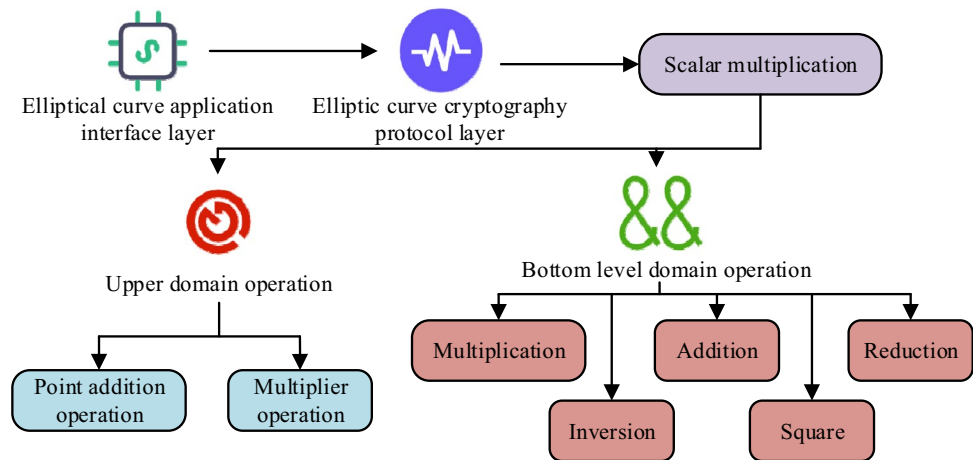 Scalar multiplication
Elliptical curve application
interface layer
Elliptic curve cryptography
protocol layer
Upper domain operation
Bottom level domain operation
Point addition
operation
Multiplier
operation
Multiplication
Addition
Reduction
Inversion
Square